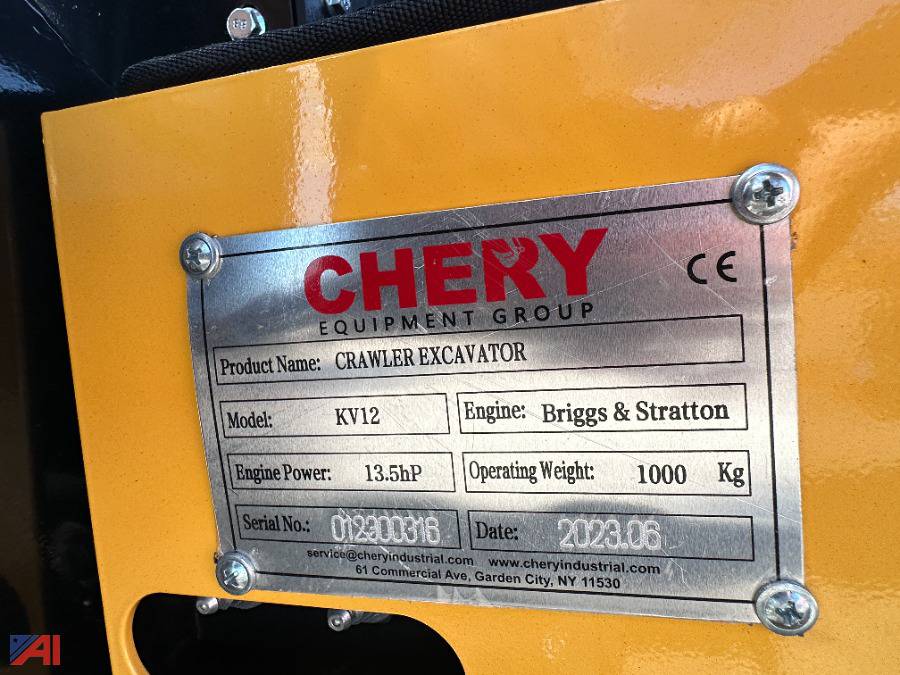 CHERY
EQUIPMENT GROUP
CE
Product Name: CRAWLER EXCAVATOR
Model: KV12
Engine: Briggs & Stratton
Engine Power: 13.5hP
Operating Weight: 1000 Kg
Serial No.: 012300316
Date: 2023.06
service@cheryindustrial.com www.cheryindustrial.com
61 Commercial Ave, Garden City, NY 11530
AI